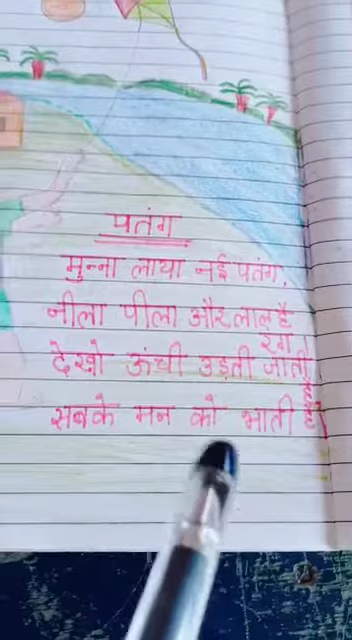 पतंग
मुन्ना लाया नई पतंग,
नीला पीला और लाल है
रंग।
देखो ऊंची उड़ती जाती है
सबके मन को भाती है।